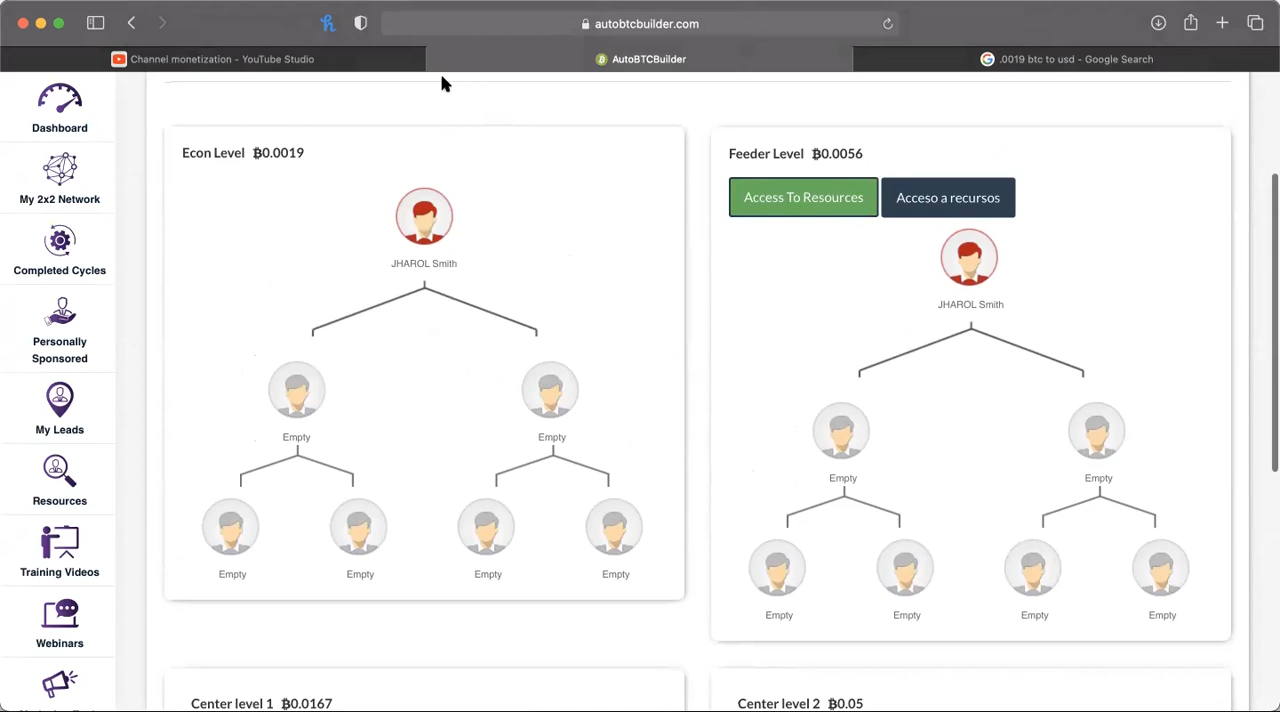 autobtcbuilder.com
Channel monetization - YouTube Studio
AutoBTCBuilder
.0019 btc to usd - Google Search
Dashboard
My 2x2 Network
Completed Cycles
Personally
Sponsored
My Leads
Resources
Training Videos
Webinars
Econ Level ₿0.0019
JHAROL Smith
Empty
Empty
Empty
Empty
Empty
Empty
Feeder Level ₿0.0056
Access To Resources
Acceso a recursos
JHAROL Smith
Empty
Empty
Empty
Empty
Empty
Empty
Center level 1 ₿0.0167
Center level 2 ₿0.05